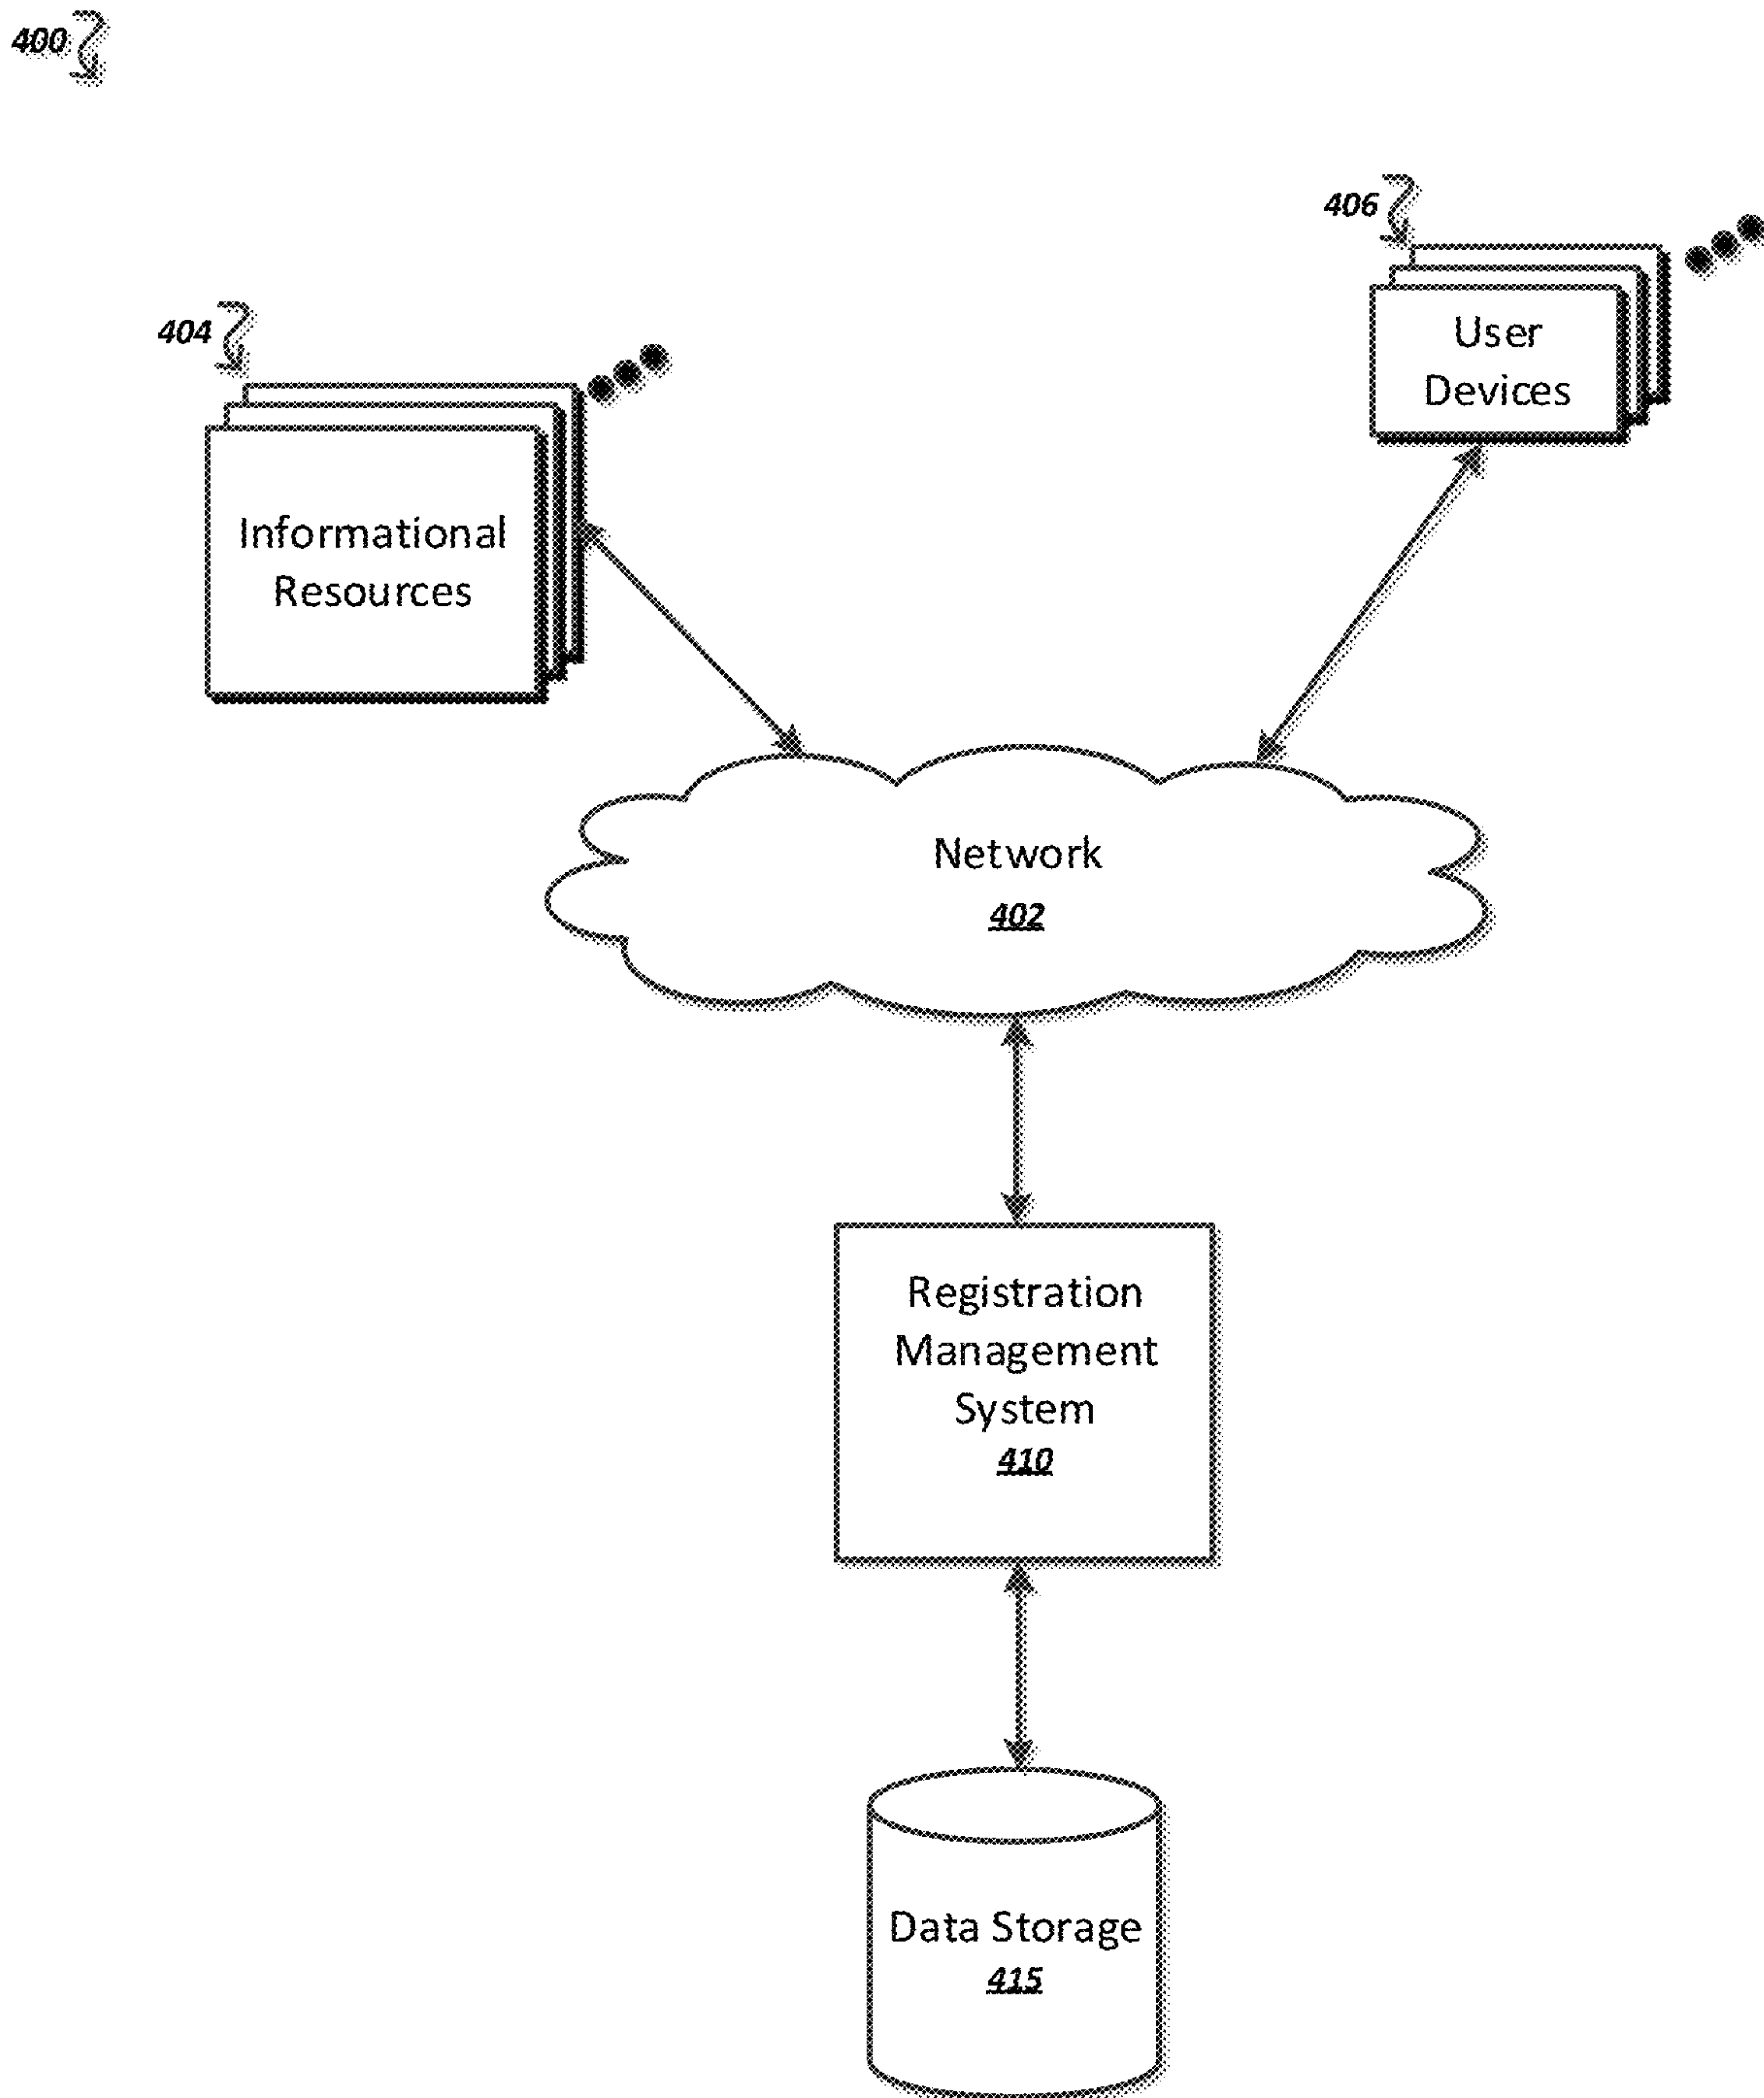 400
406
User
Devices
404
Informational
Resources
Network
402
Registration
Management
System
410
Data Storage
415